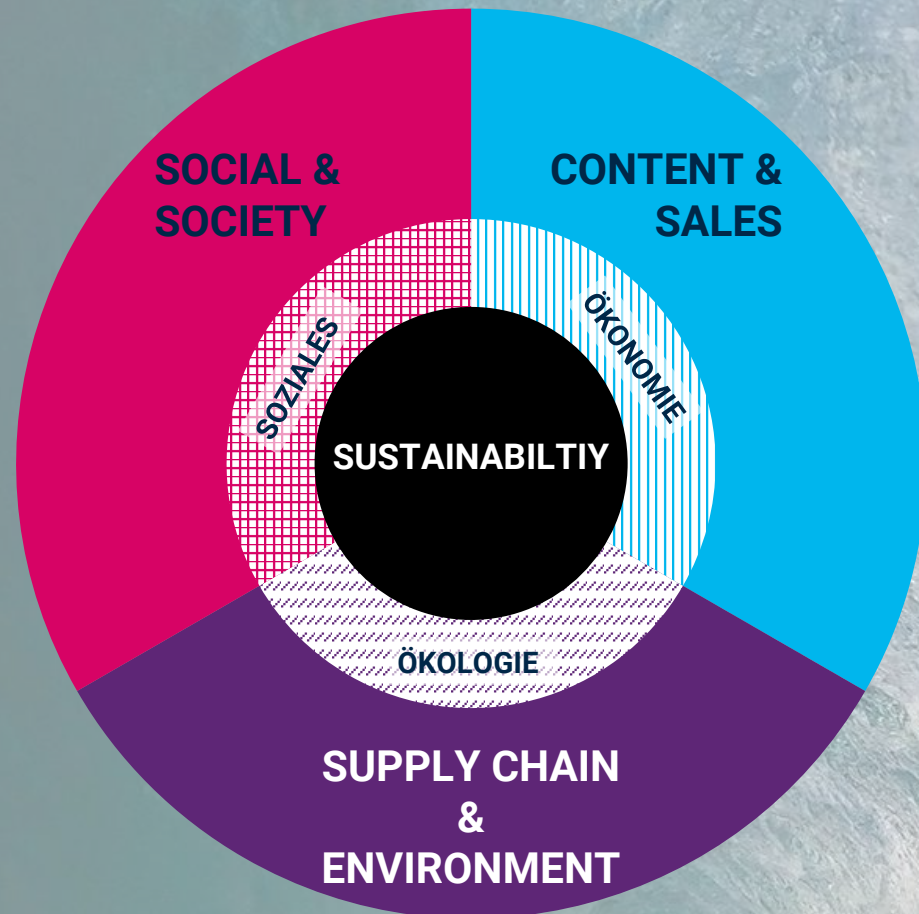 SOCIAL &
SOCIETY
CONTENT &
SALES
SOZIALES
ÖKONOMIE
SUSTAINABILTIY
ÖKOLOGIE
SUPPLY CHAIN
&
ENVIRONMENT